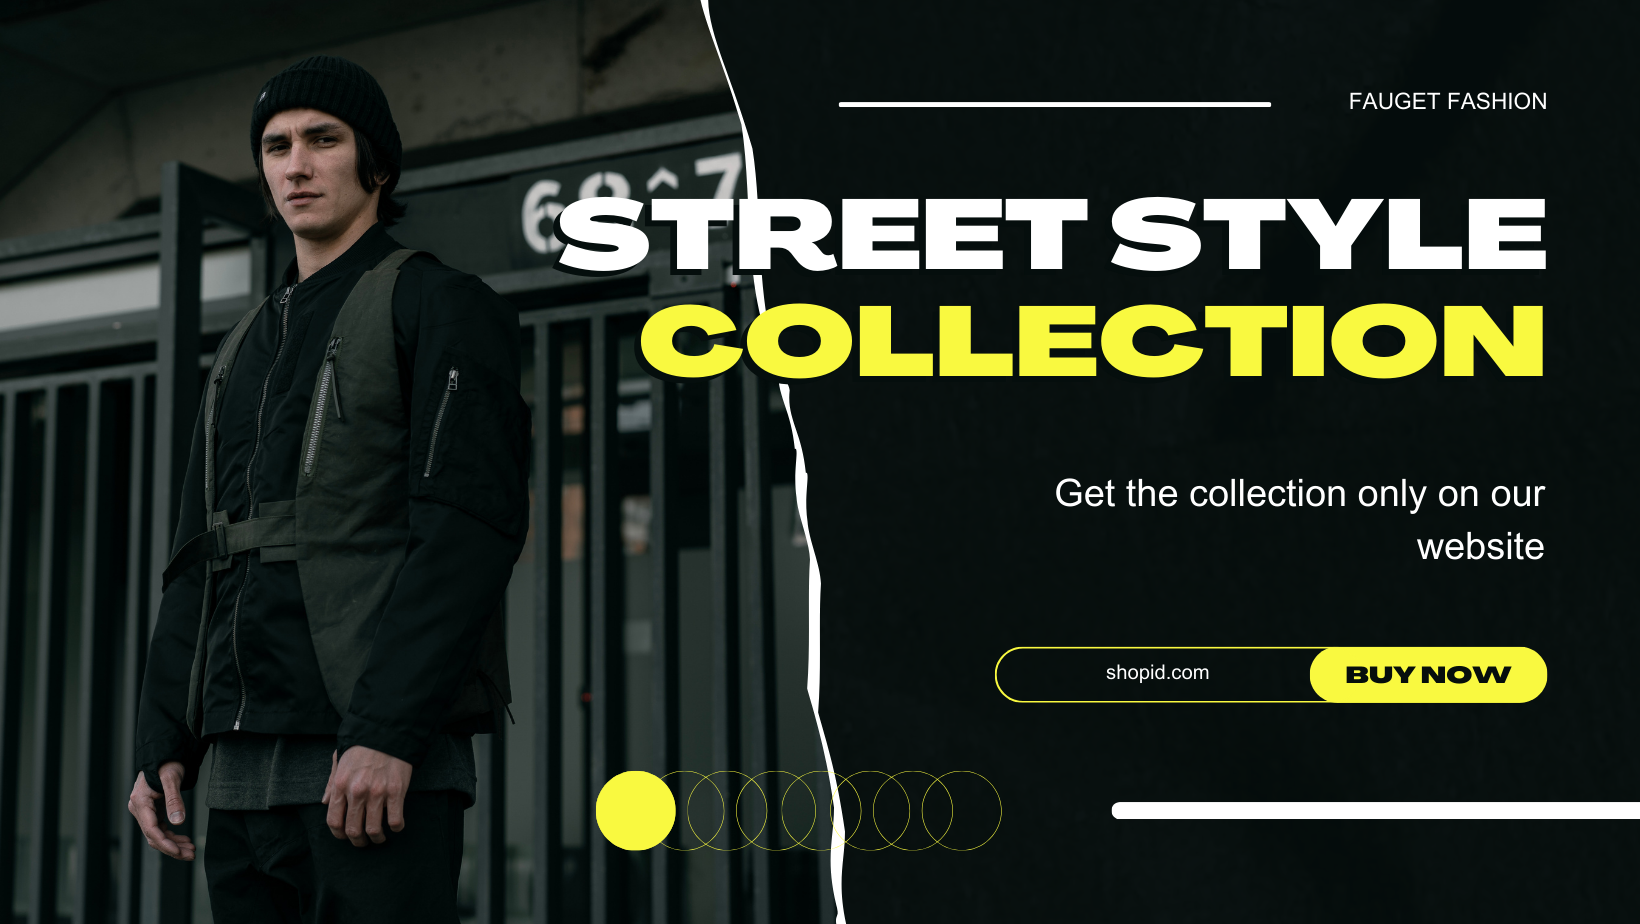 FAUGET FASHION
STREET STYLE
COLLECTION
Get the collection only on our
website
shopid.com
BUY NOW